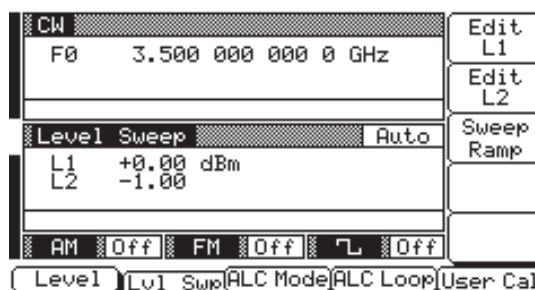 CW
F0 3.500 000 000 0 GHz
Level Sweep Auto
L1 +0.00 dBm
L2 -1.00
AM Off FM Off Off
Edit
L1
Edit
L2
Sweep
Ramp
Level Lvl Swp ALC Mode ALC Loop User Cal